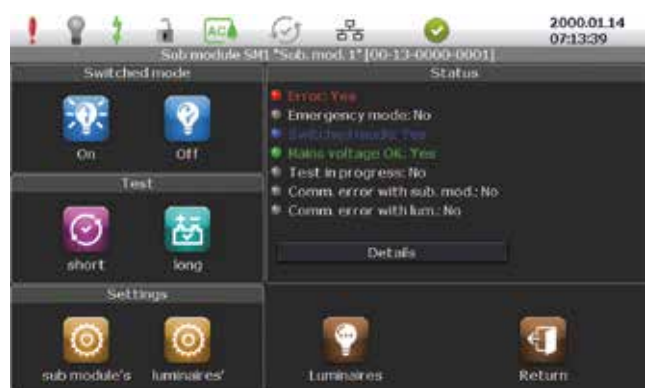 AC
2000.01.14
07:13:39
Sub module SM1 "Sub. mod. 1" [00-13-0000-0001]
Switched mode
On
Off
Test
short
long
Settings
sub module's
luminaires'
Status
Error: Yes
Emergency mode: No
Switched mode: Yes
Mains voltage OK: Yes
Test in progress: No
Comm. error with sub. mod.: No
Comm. error with lum.: No
Details
Luminaires
Return